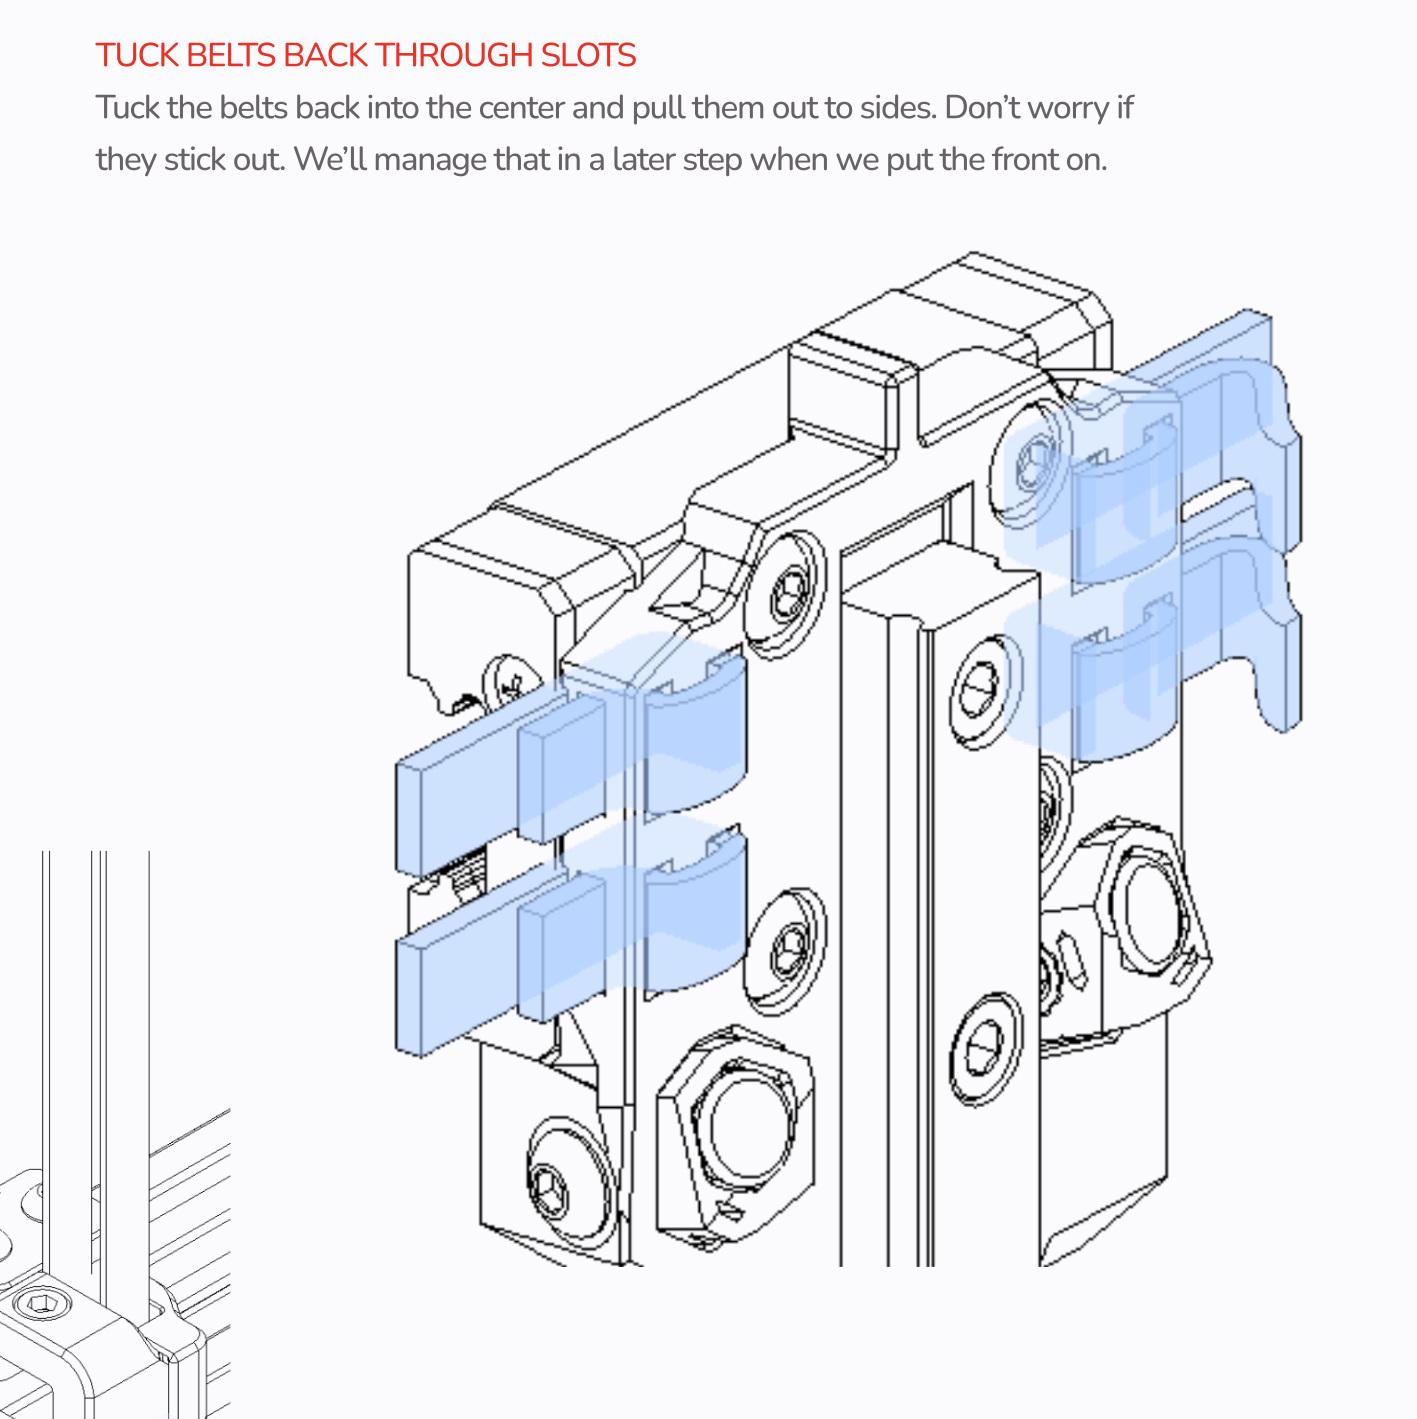 TUCK BELTS BACK THROUGH SLOTS
Tuck the belts back into the center and pull them out to sides. Don’t worry if
they stick out. We’ll manage that in a later step when we put the front on.